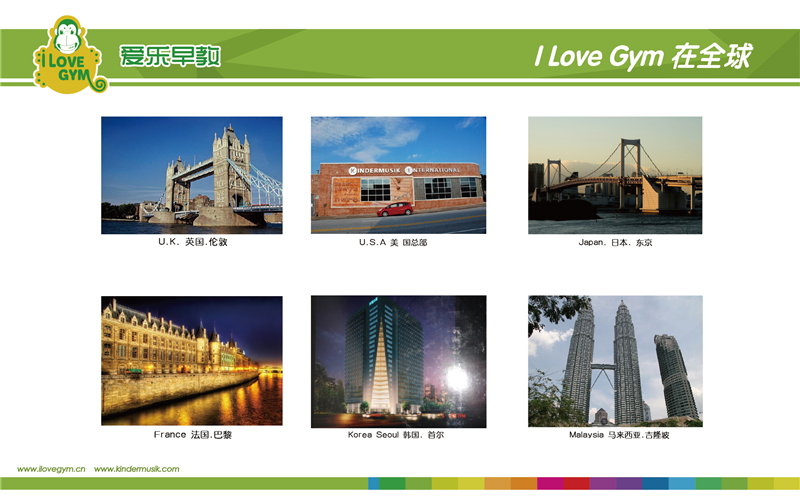 I LOVE
GYM
爱乐早教
I Love Gym 在全球
KINDERMUSIK INTERNATIONAL
U.K. 英国.伦敦
U.S.A 美 国总部
Japan. 日本. 东京
France 法国.巴黎
Korea Seoul 韩国. 首尔
Malaysia 马来西亚.吉隆坡
www.ilovegym.cn www.kindermusik.com